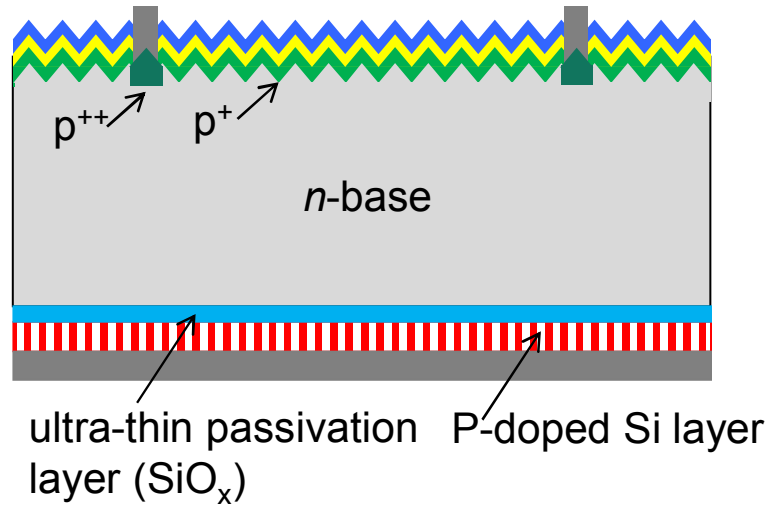 p⁺⁺ p⁺
n-base
ultra-thin passivation P-doped Si layer
layer (SiOₓ)